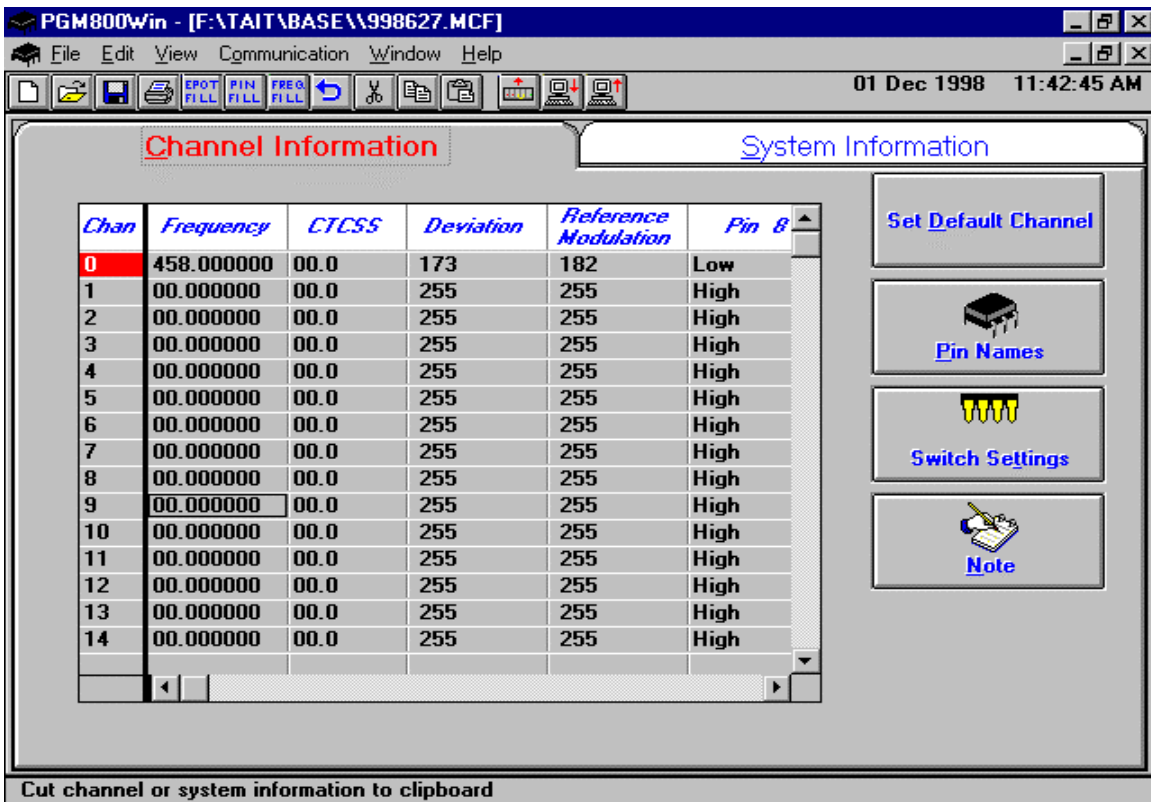 PGM800Win - [F:\TAIT\BASE\\998627.MCF]
File Edit View Communication Window Help
EPOT FILL PIN FILL FREQ. FILL 01 Dec 1998 11:42:45 AM
Channel Information System Information
Chan Frequency CTCSS Deviation Reference Modulation Pin 8
0 458.000000 00.0 173 182 Low
1 00.000000 00.0 255 255 High
2 00.000000 00.0 255 255 High
3 00.000000 00.0 255 255 High
4 00.000000 00.0 255 255 High
5 00.000000 00.0 255 255 High
6 00.000000 00.0 255 255 High
7 00.000000 00.0 255 255 High
8 00.000000 00.0 255 255 High
9 00.000000 00.0 255 255 High
10 00.000000 00.0 255 255 High
11 00.000000 00.0 255 255 High
12 00.000000 00.0 255 255 High
13 00.000000 00.0 255 255 High
14 00.000000 00.0 255 255 High
Set Default Channel
Pin Names
Switch Settings
Note
Cut channel or system information to clipboard